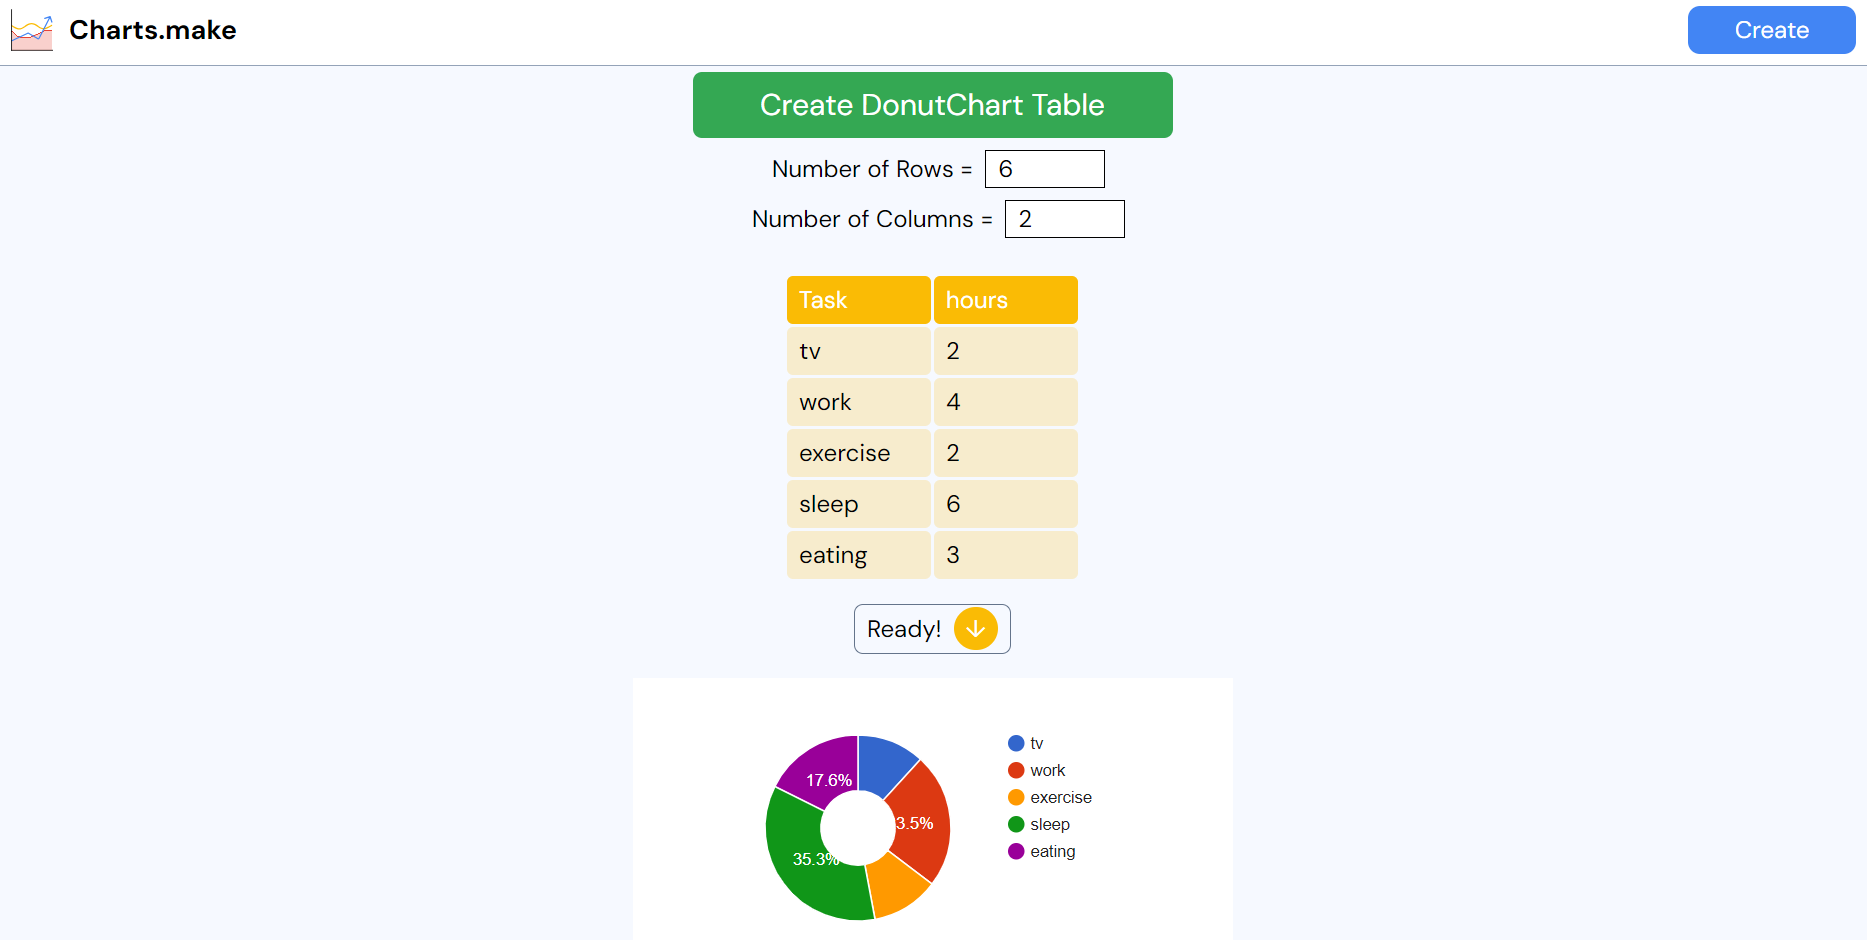 Charts.make
Create
Create DonutChart Table
Number of Rows = 6
Number of Columns = 2
Task hours
tv 2
work 4
exercise 2
sleep 6
eating 3
Ready!
17.6%
3.5%
35.3%
tv
work
exercise
sleep
eating